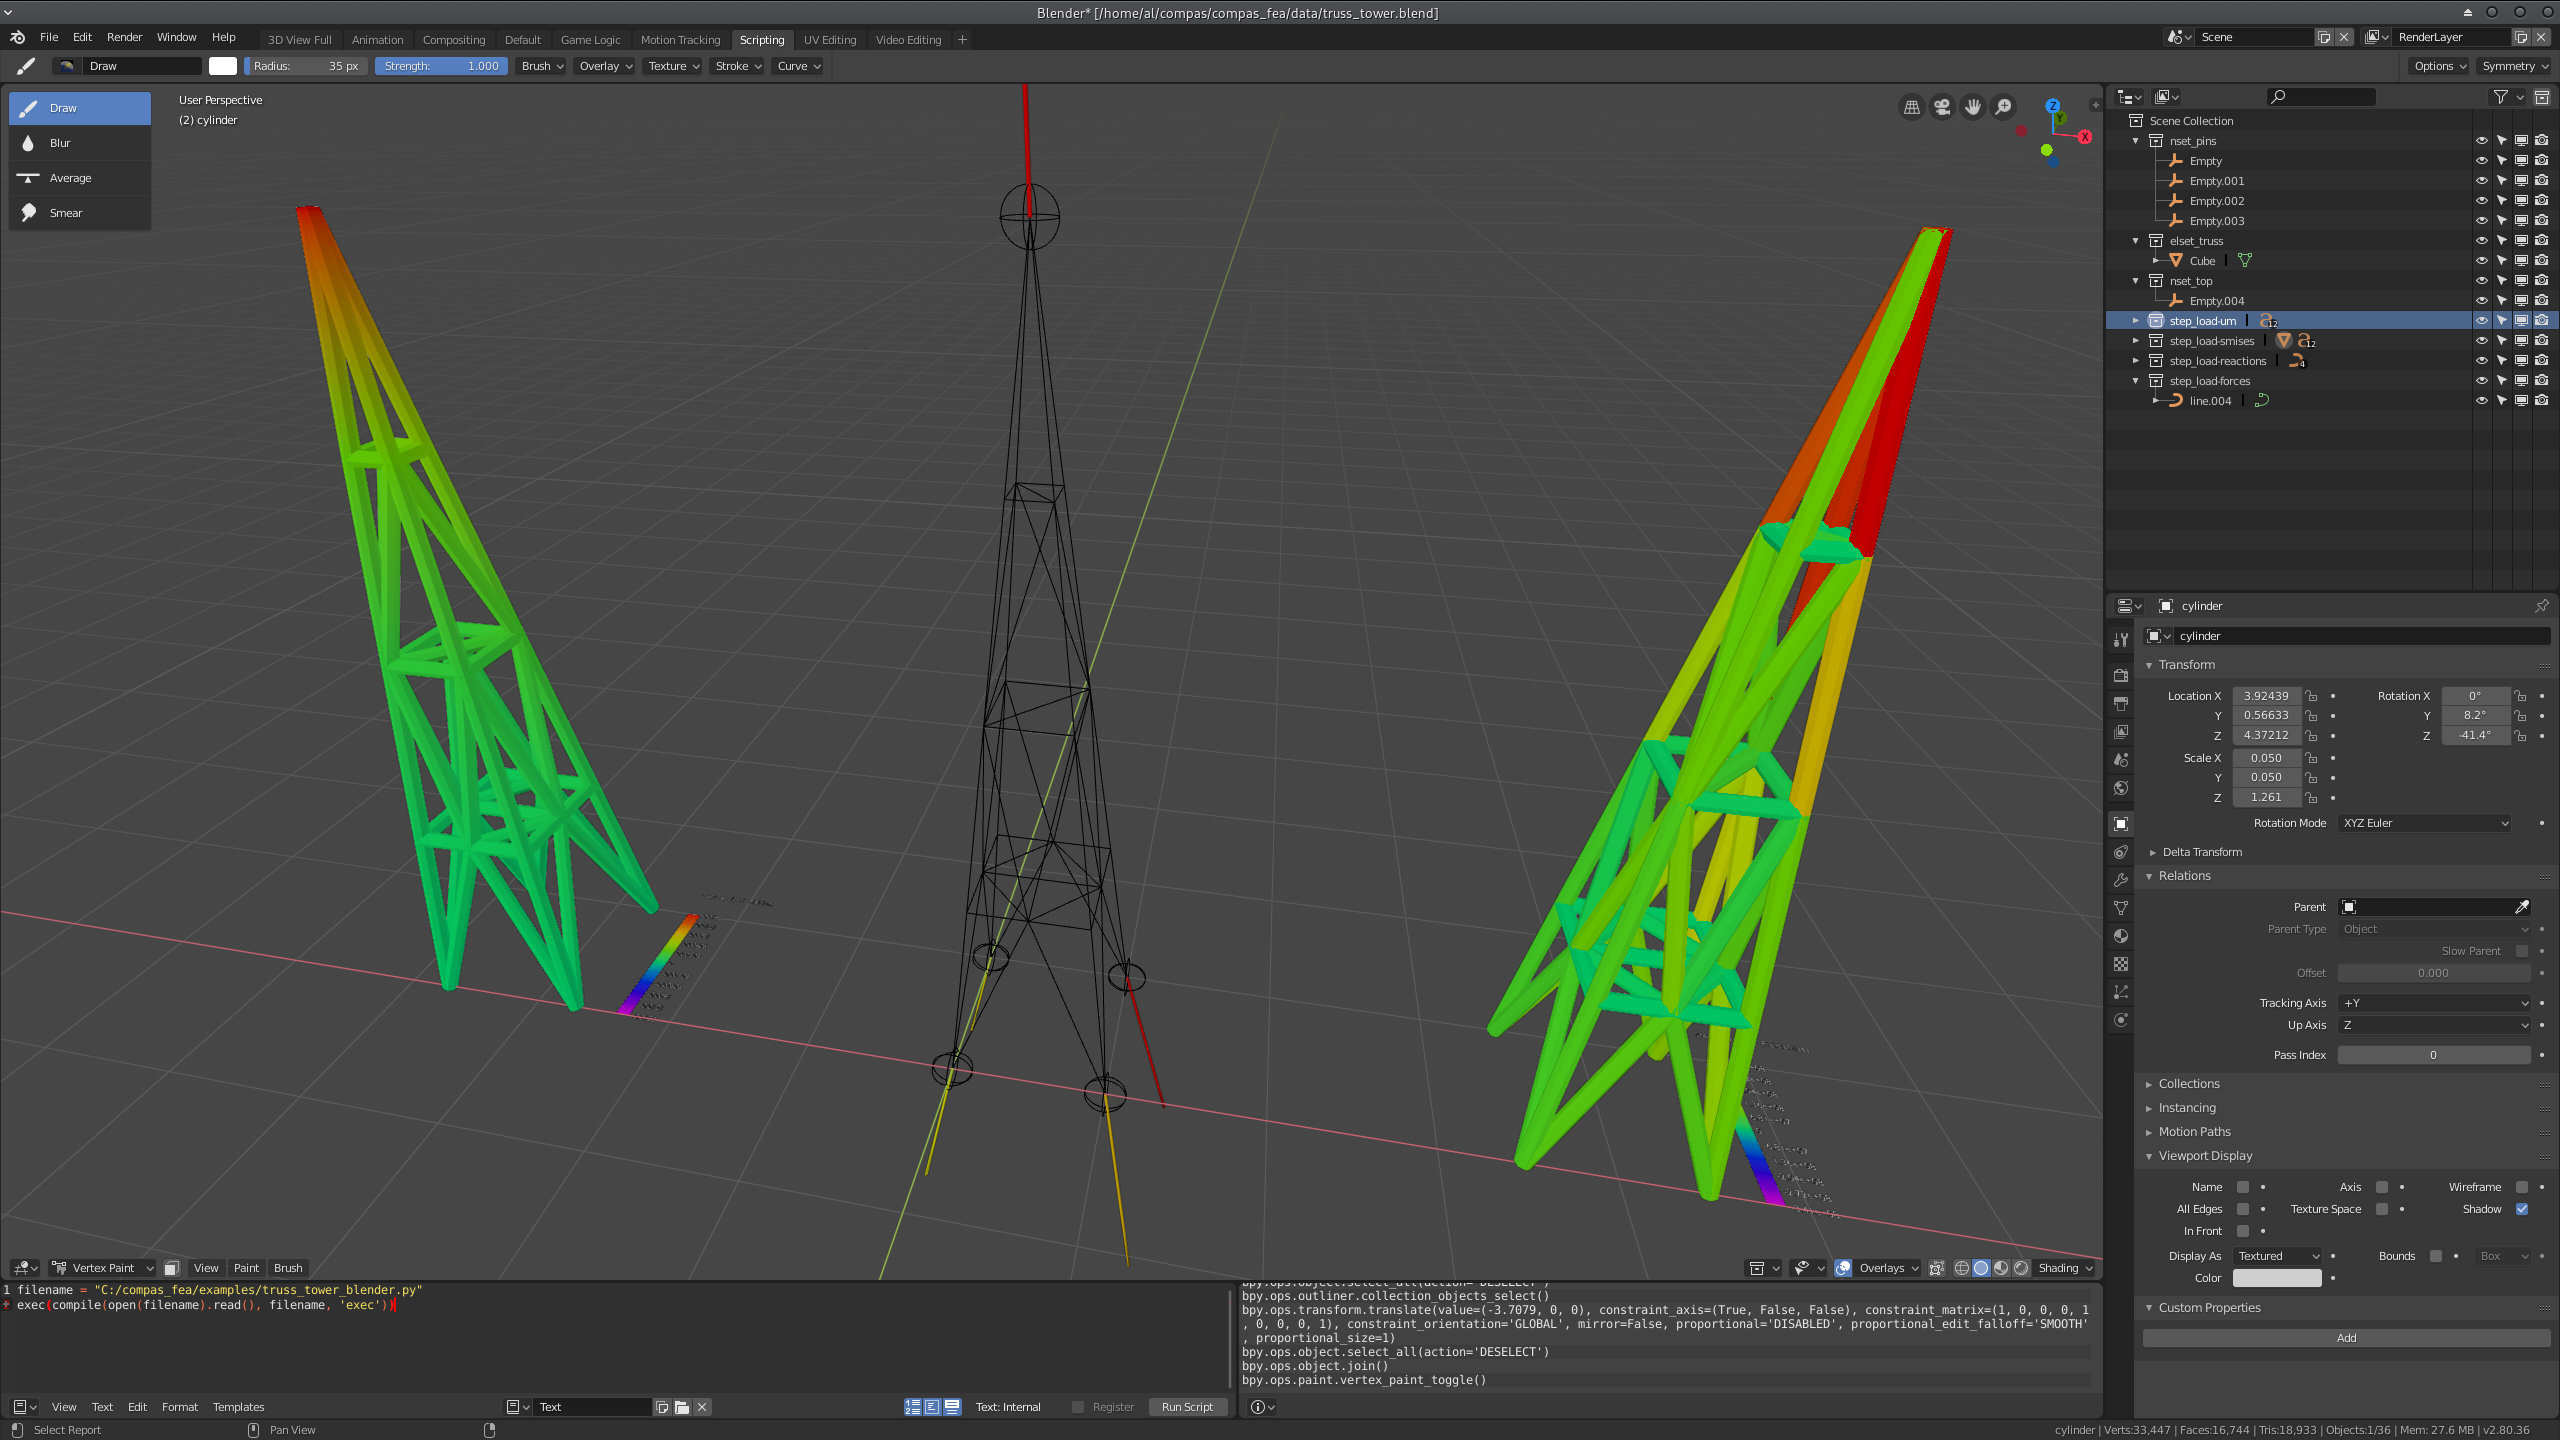 Blender* [/home/al/compas/compas_fea/data/truss_tower.blend]
File Edit Render Window Help 3D View Full Animation Compositing Default Game Logic Motion Tracking Scripting UV Editing Video Editing + Scene RenderLayer
Draw Radius: 35 px Strength: 1.000 Brush Overlay Texture Stroke Curve Options Symmetry
Draw
Blur
Average
Smear
User Perspective
(2) cylinder
Z
Y
X
Scene Collection
nset_pins
Empty
Empty.001
Empty.002
Empty.003
elset_truss
Cube
nset_top
Empty.004
step_load-um 12
step_load-smises 12
step_load-reactions 4
step_load-forces
line.004
cylinder
cylinder
Transform
Location X 3.92439 Rotation X 0°
Y 0.56633 Y 8.2°
Z 4.37212 Z -41.4°
Scale X 0.050
Y 0.050
Z 1.261
Rotation Mode XYZ Euler
Delta Transform
Relations
Parent
Parent Type Object
Slow Parent
Offset 0.000
Tracking Axis +Y
Up Axis Z
Pass Index 0
Collections
Instancing
Motion Paths
Viewport Display
Name Axis Wireframe
All Edges Texture Space Shadow
In Front
Display As Textured Bounds Box
Color
Custom Properties
Add
Vertex Paint View Paint Brush Overlays Shading
1 filename = "C:/compas_fea/examples/truss_tower_blender.py"
exec(compile(open(filename).read(), filename, 'exec'))
bpy.ops.object.select_all(action='DESELECT')
bpy.ops.outliner.collection_objects_select()
bpy.ops.transform.translate(value=(-3.7079, 0, 0), constraint_axis=(True, False, False), constraint_matrix=(1, 0, 0, 0, 1
, 0, 0, 0, 1), constraint_orientation='GLOBAL', mirror=False, proportional='DISABLED', proportional_edit_falloff='SMOOTH'
, proportional_size=1)
bpy.ops.object.select_all(action='DESELECT')
bpy.ops.object.join()
bpy.ops.paint.vertex_paint_toggle()
View Text Edit Format Templates Text Text: Internal Register Run Script
Select Report Pan View cylinder | Verts:33,447 | Faces:16,744 | Tris:18,933 | Objects:1/36 | Mem: 27.6 MB | v2.80.36